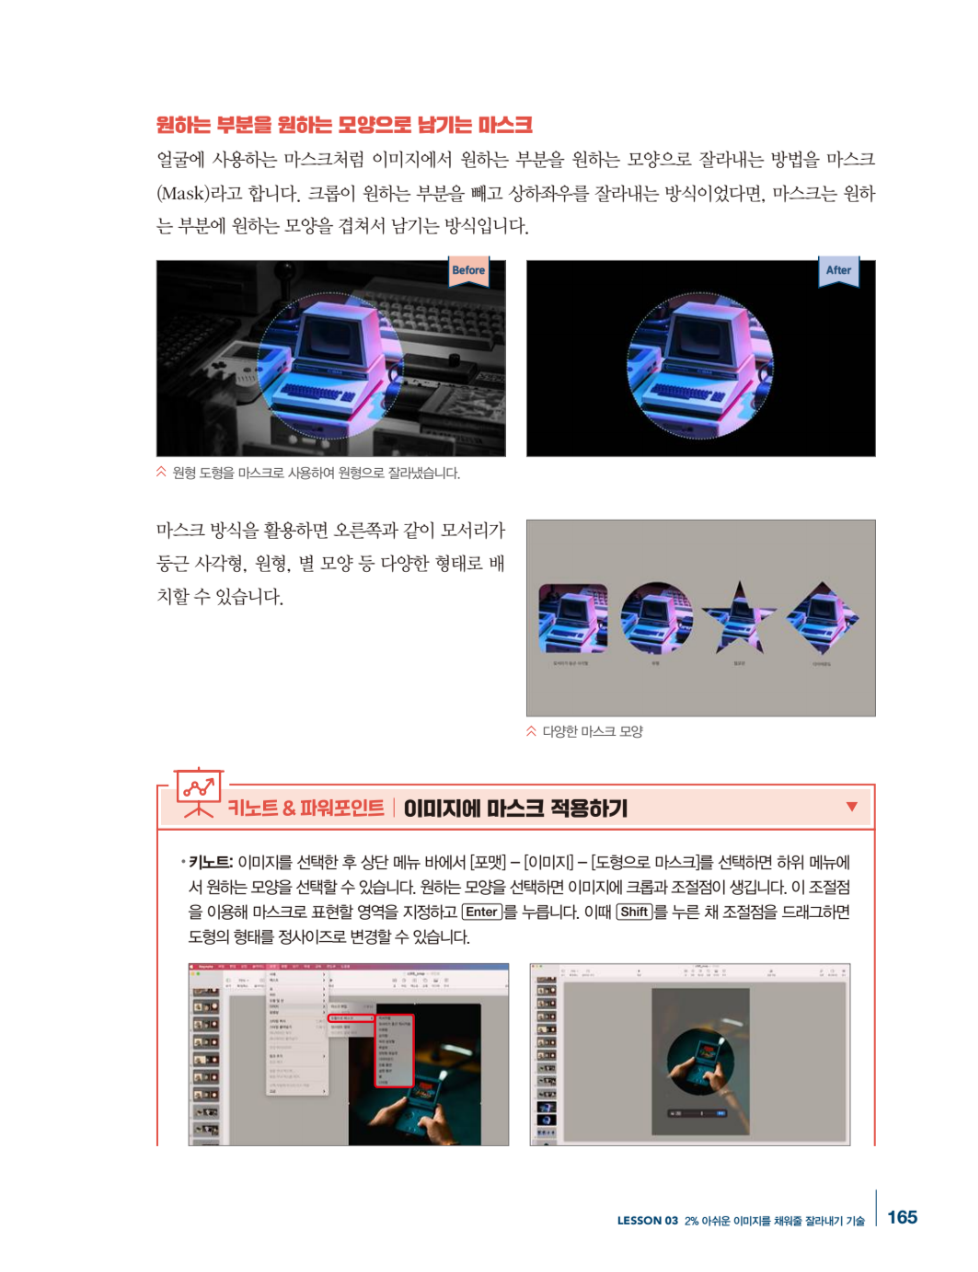 원하는 부분을 원하는 모양으로 남기는 마스크
얼굴에 사용하는 마스크처럼 이미지에서 원하는 부분을 원하는 모양으로 잘라내는 방법을 마스크
(Mask)라고 합니다. 크롭이 원하는 부분을 빼고 상하좌우를 잘라내는 방식이었다면, 마스크는 원하
는 부분에 원하는 모양을 겹쳐서 남기는 방식입니다.
Before
After
원형 도형을 마스크로 사용하여 원형으로 잘라냈습니다.
마스크 방식을 활용하면 오른쪽과 같이 모서리가
둥근 사각형, 원형, 별 모양 등 다양한 형태로 배
치할 수 있습니다.
다양한 마스크 모양
키노트 & 파워포인트 | 이미지에 마스크 적용하기
• 키노트: 이미지를 선택한 후 상단 메뉴 바에서 [포맷] – [이미지] – [도형으로 마스크]를 선택하면 하위 메뉴에
서 원하는 모양을 선택할 수 있습니다. 원하는 모양을 선택하면 이미지에 크롭과 조절점이 생깁니다. 이 조절점
을 이용해 마스크로 표현할 영역을 지정하고 Enter 를 누릅니다. 이때 Shift 를 누른 채 조절점을 드래그하면
도형의 형태를 정사이즈로 변경할 수 있습니다.
LESSON 03 2% 아쉬운 이미지를 채워줄 잘라내기 기술
165